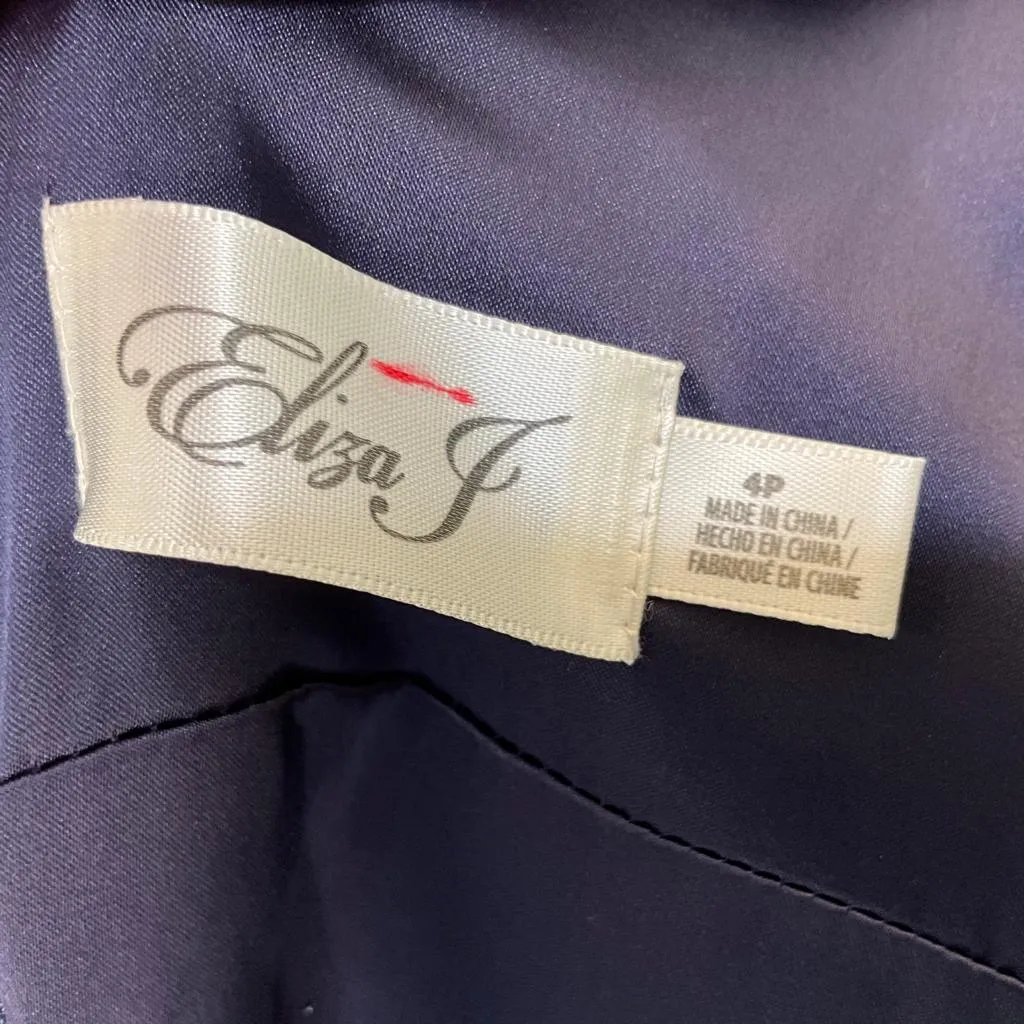 Eliza J
4P
MADE IN CHINA /
HECHO EN CHINA /
FABRIQUÉ EN CHINE